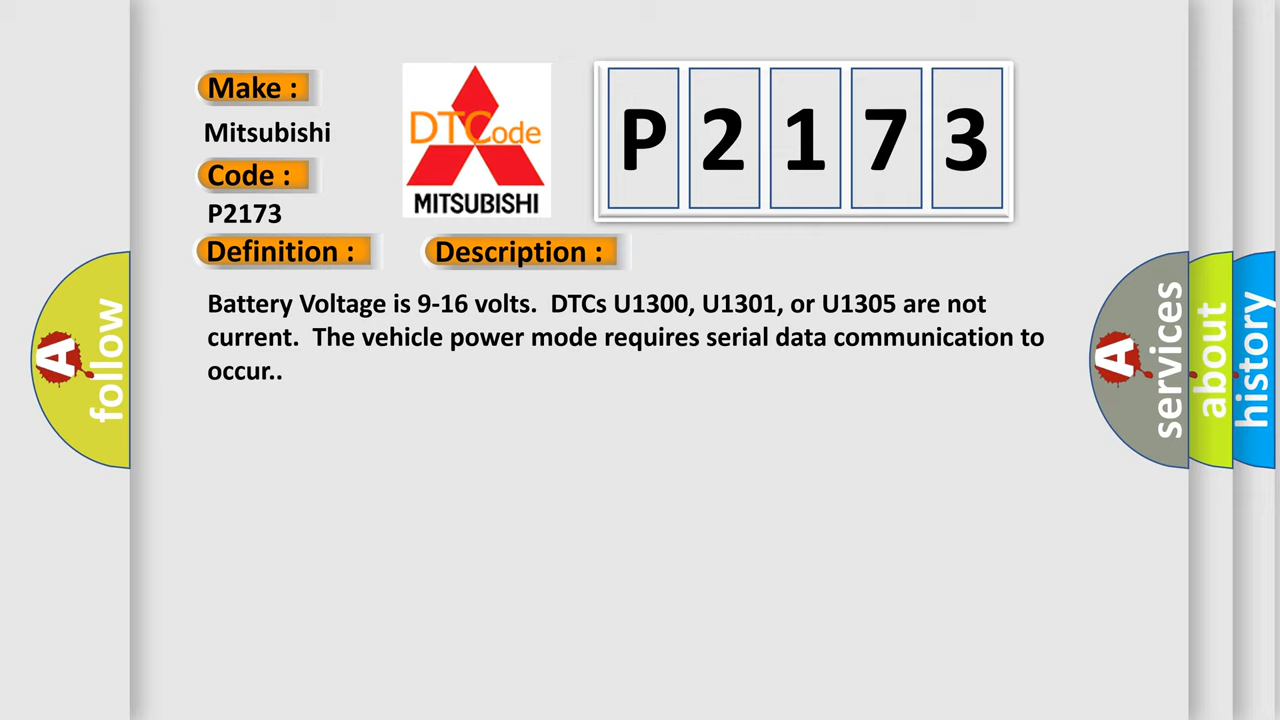 Make :
Mitsubishi
Code :
P2173
DTCode
MITSUBISHI
P 2 1 7 3
Definition :
Description :
Battery Voltage is 9-16 volts  DTCs U1300, U1301, or U1305 are not
current  The vehicle power mode requires serial data communication to
occur..
A follow
A services
about
history